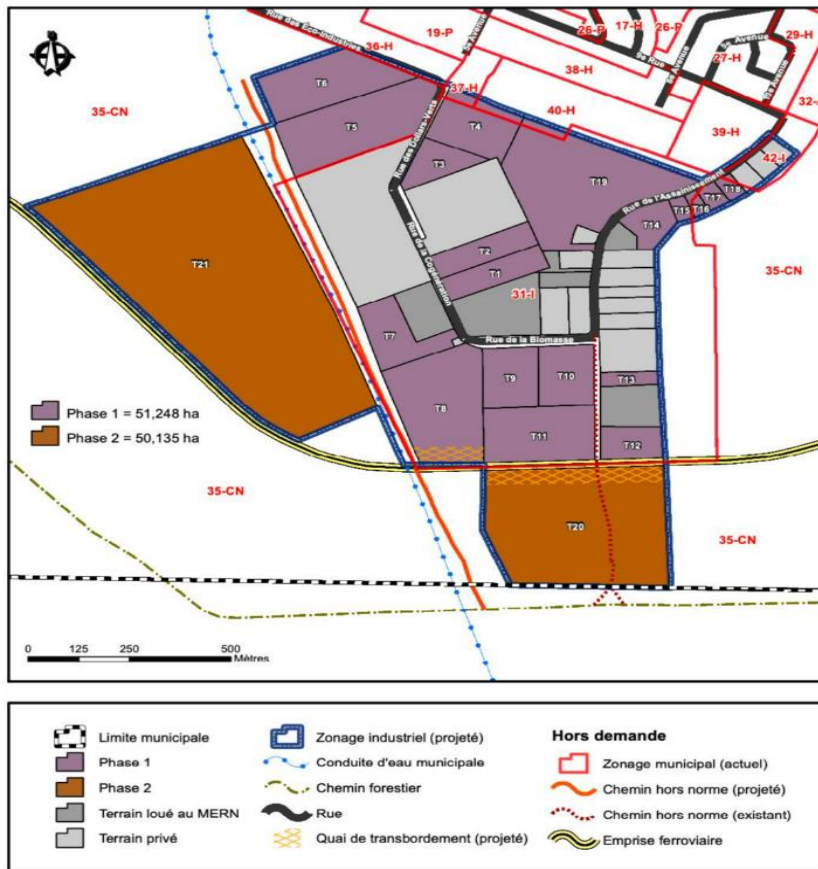 Rue des Éco-Industries
36-H
19-P
9e Avenue
26-P
17-H
26-P
29-H
9e Rue
8e Avenue
9e Avenue
27-H
38-H
37-H
40-H
39-H
42-I
35-CN
T6
T5
T4
T3
T19
Rue des Dollars-Verts
Rue de l'Assainissement
T18
T17
T16
T15
T14
T21
T2
T1
Rue de la Cogénération
31-I
35-CN
Rue de la Biomasse
T7
T8
T9
T10
T13
T11
T12
Phase 1 = 51,248 ha
Phase 2 = 50,135 ha
35-CN
T20
35-CN
0 125 250 500
Mètres
Limite municipale
Phase 1
Phase 2
Terrain loué au MERN
Terrain privé
Zonage industriel (projeté)
Conduite d'eau municipale
Chemin forestier
Rue
Quai de transbordement (projeté)
Hors demande
Zonage municipal (actuel)
Chemin hors norme (projeté)
Chemin hors norme (existant)
Emprise ferroviaire